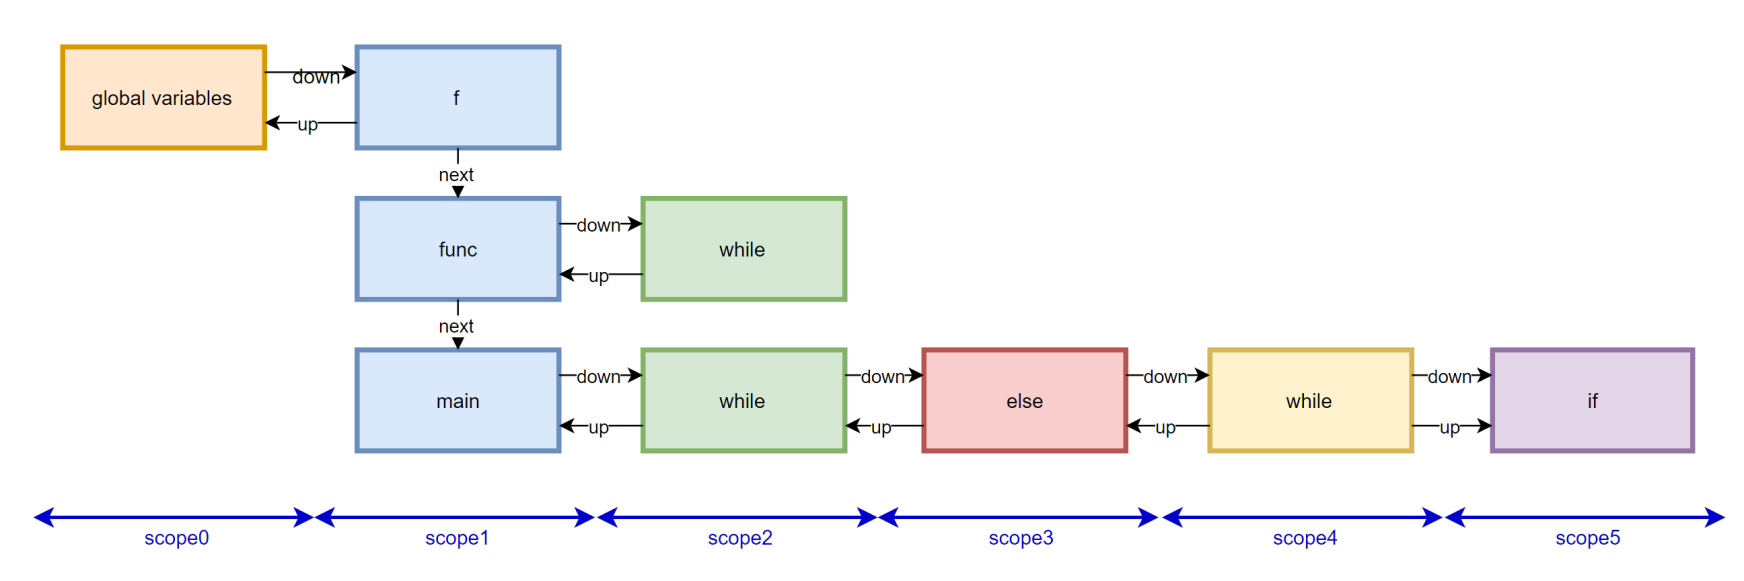 global variables
down
up
f
next
func
down
up
while
next
main
down
up
while
down
up
else
down
up
while
down
up
if
scope0
scope1
scope2
scope3
scope4
scope5